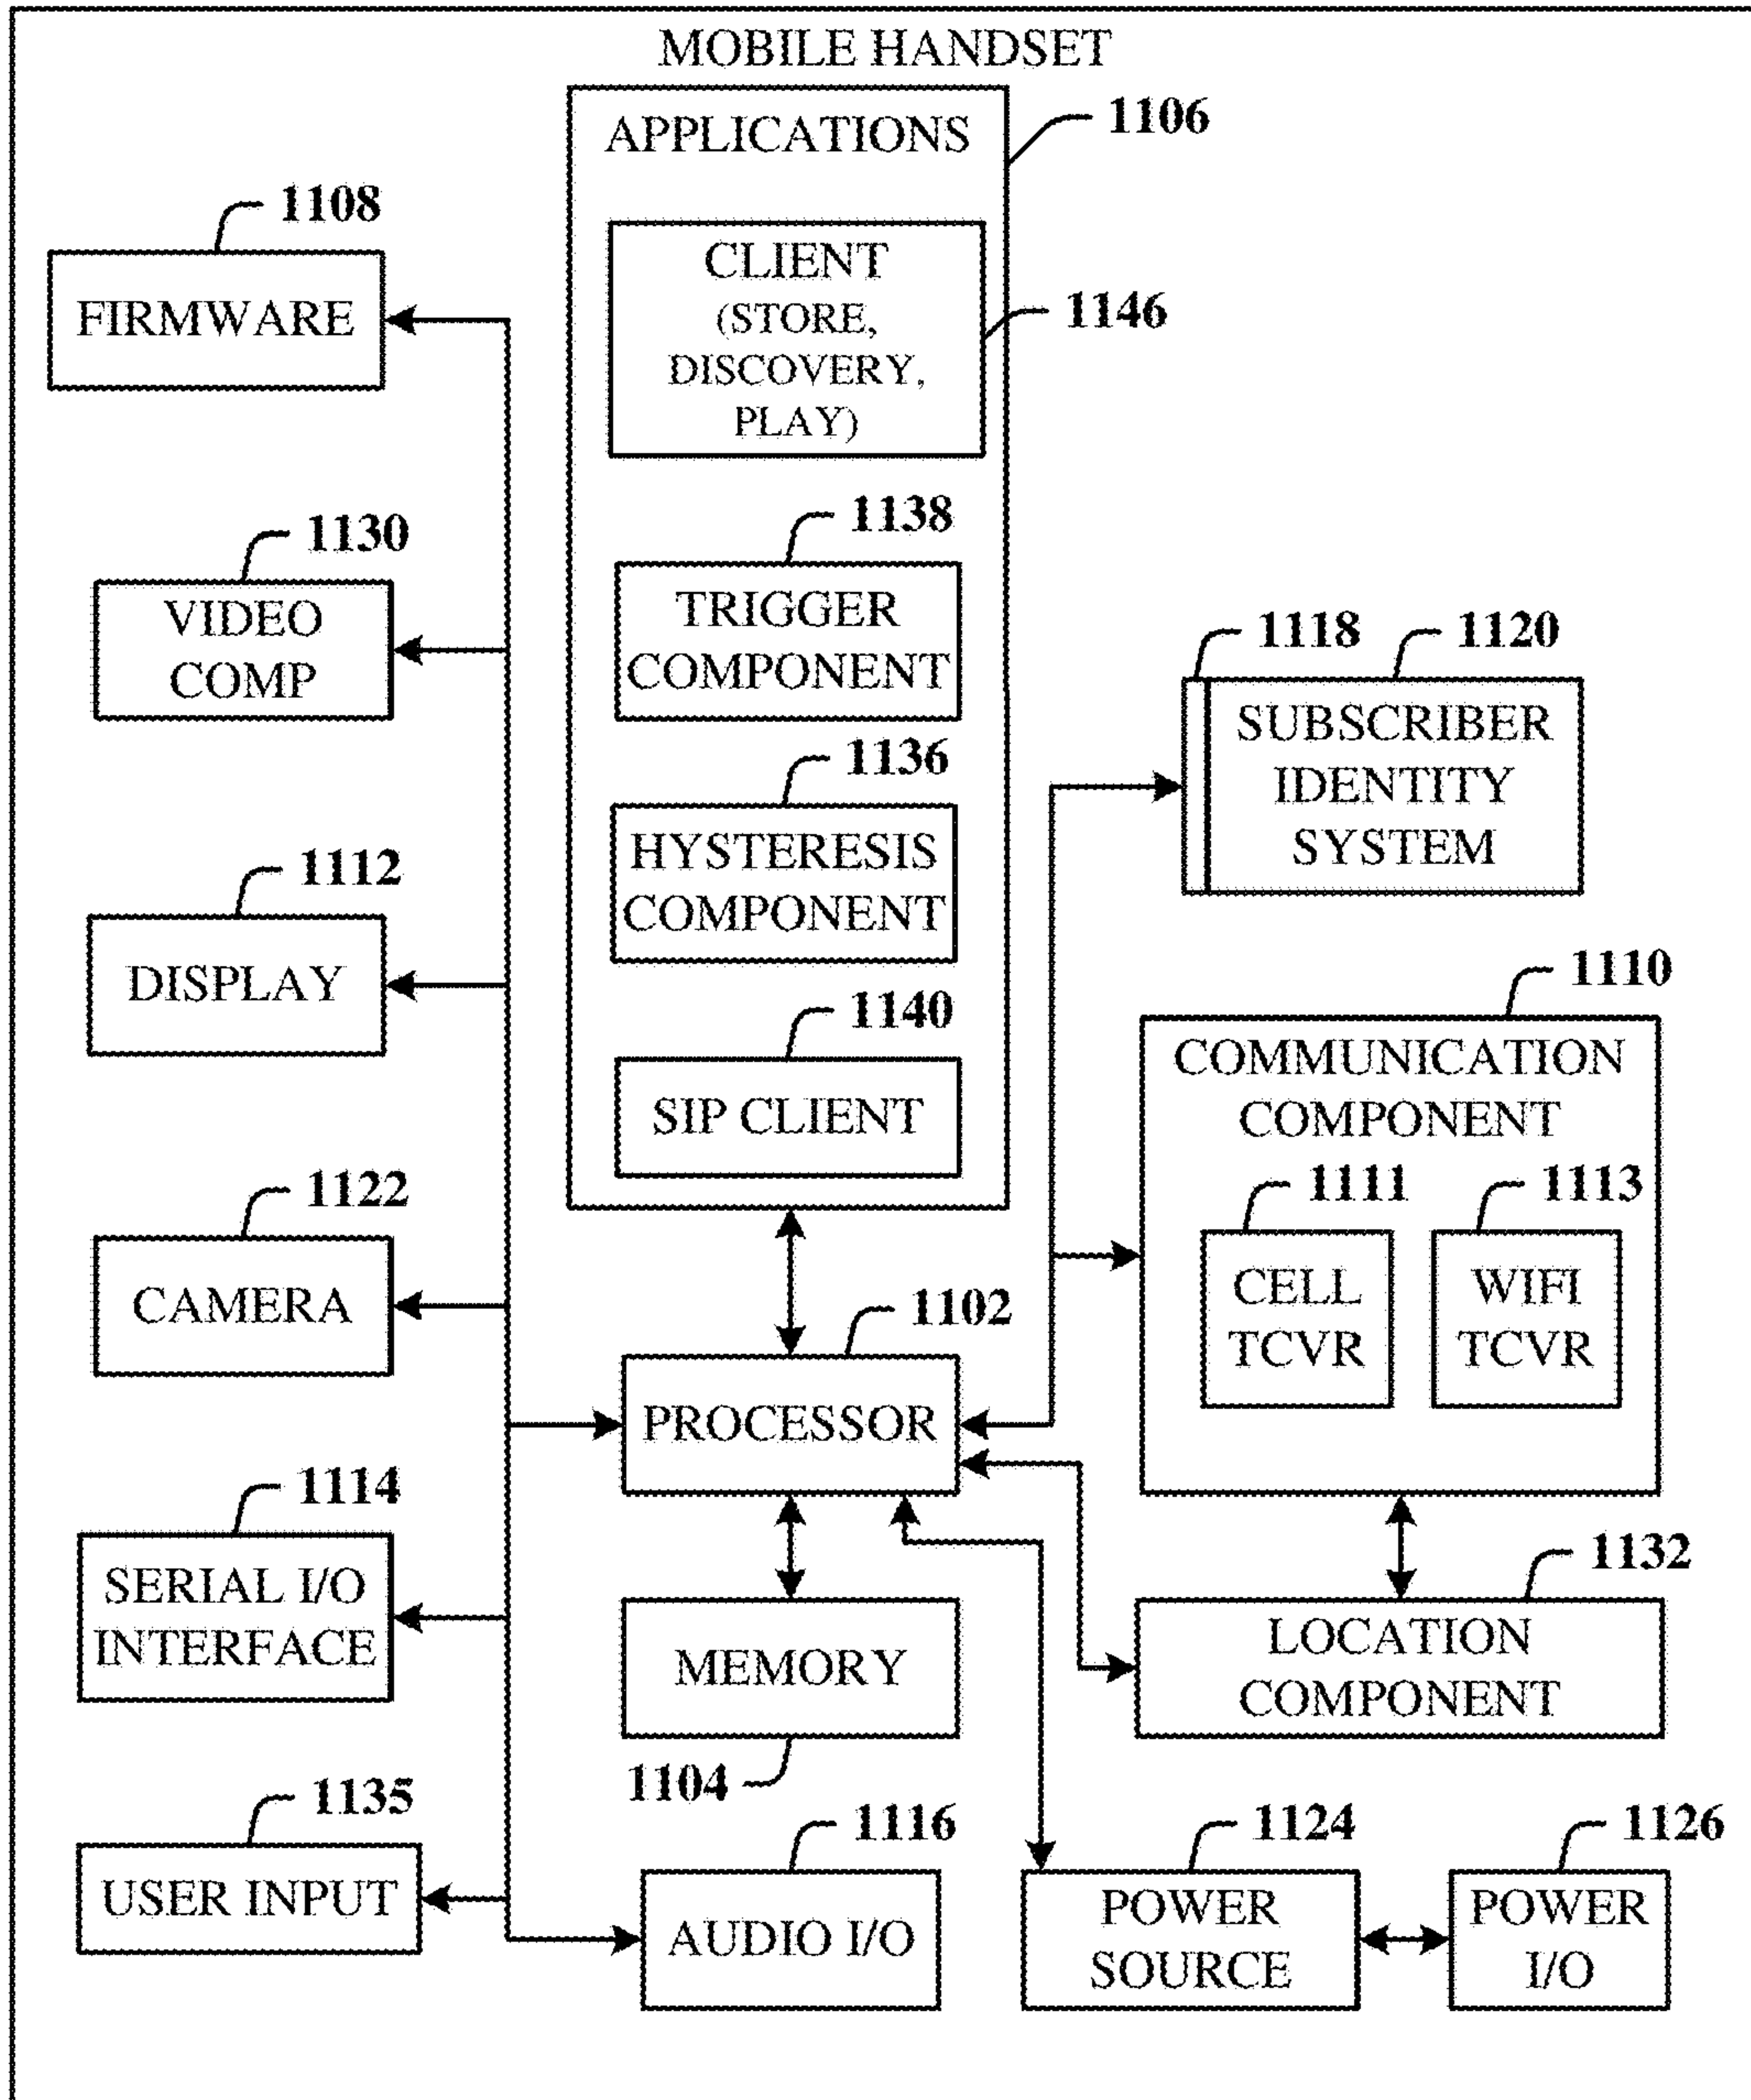 MOBILE HANDSET
APPLICATIONS
1106
CLIENT
(STORE,
DISCOVERY,
PLAY)
1146
1138
TRIGGER
COMPONENT
1136
HYSTERESIS
COMPONENT
1140
SIP CLIENT
1108
FIRMWARE
1130
VIDEO
COMP
1112
DISPLAY
1122
CAMERA
1114
SERIAL I/O
INTERFACE
1135
USER INPUT
1102
PROCESSOR
MEMORY
1104
1116
AUDIO I/O
1118
1120
SUBSCRIBER
IDENTITY
SYSTEM
1110
COMMUNICATION
COMPONENT
1111
CELL
TCVR
1113
WIFI
TCVR
1132
LOCATION
COMPONENT
1124
POWER
SOURCE
1126
POWER
I/O